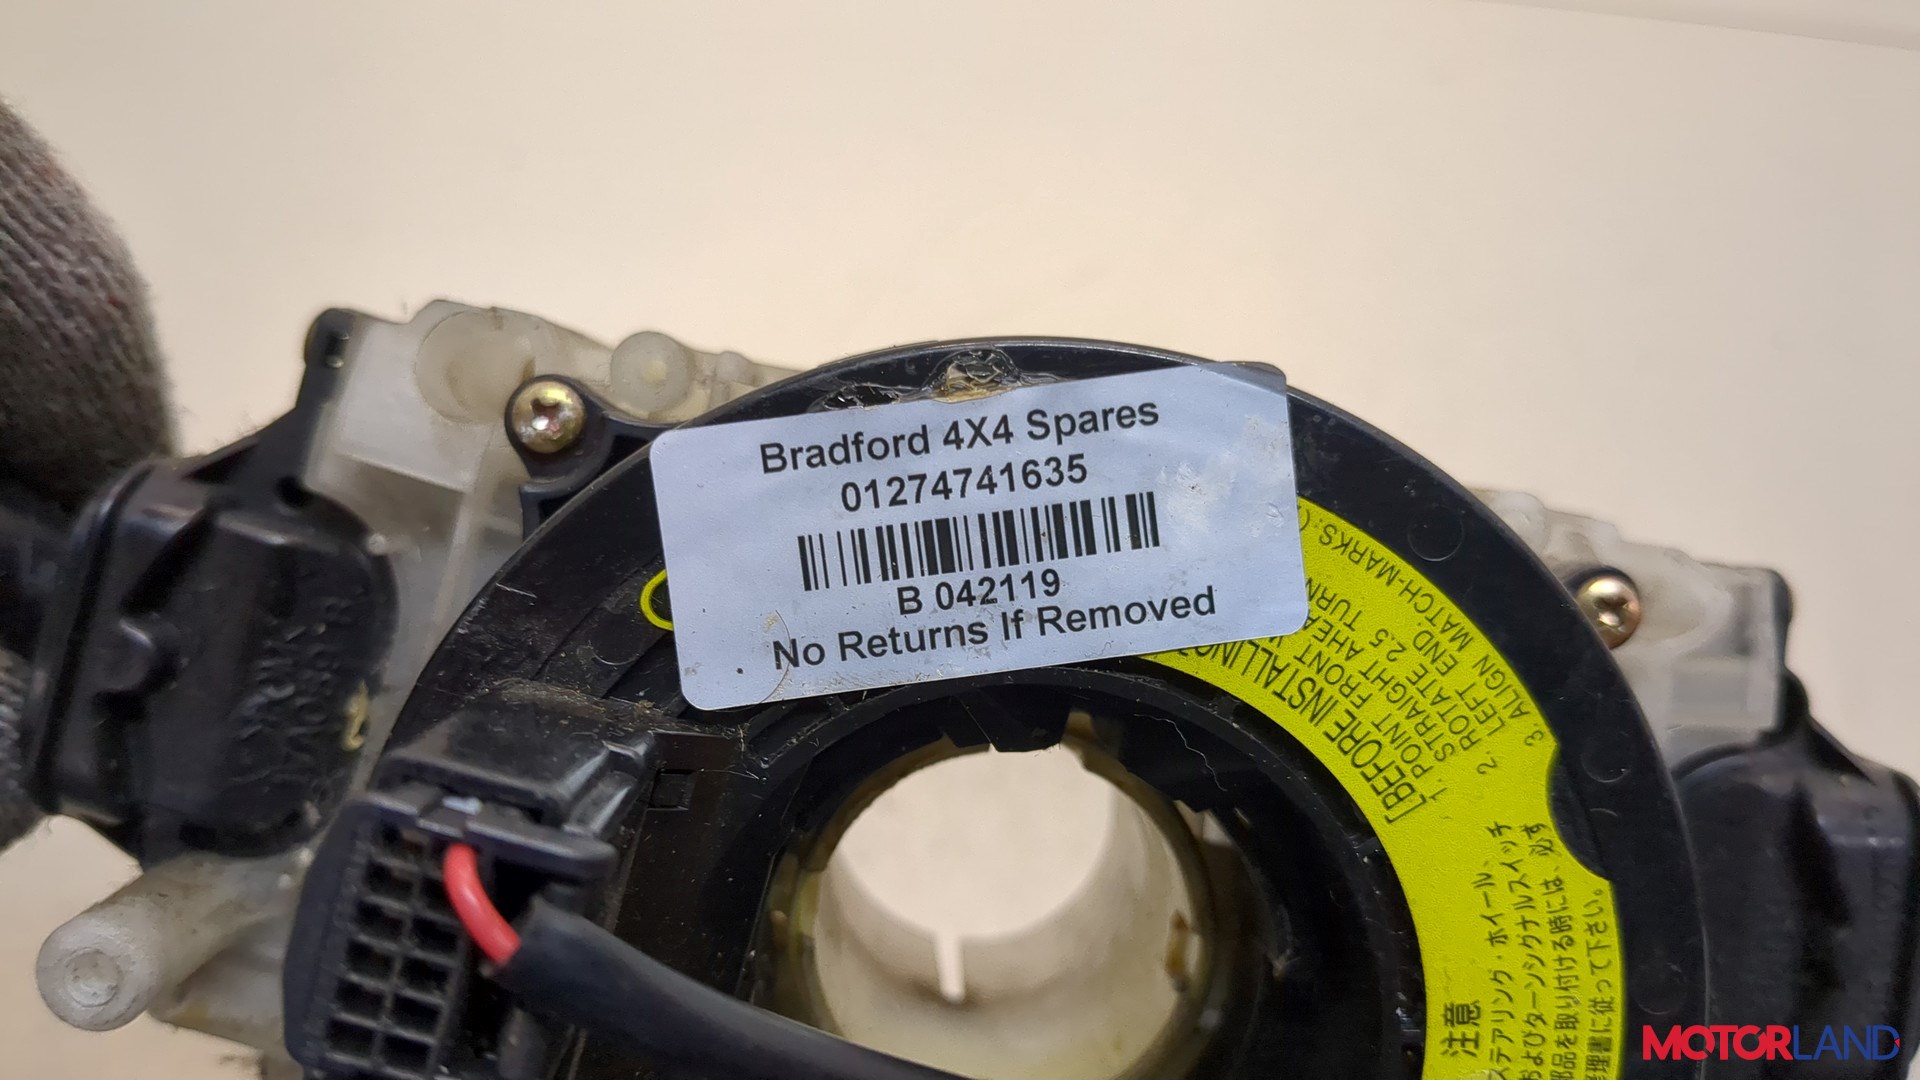 Bradford 4X4 Spares
01274741635
B 042119
No Returns If Removed
[BEFORE INSTALLING
1. POINT FRONT
STRAIGHT
2. ROTATE 2.5 TURN
LEFT END
3. ALIGN MATCH-MARKS.
注意
ステアリング・ホイール、
およびターンシグナルスイッチ
部品を取り付ける時には、必ず
修理書に従って下さい。
MOTORLAND